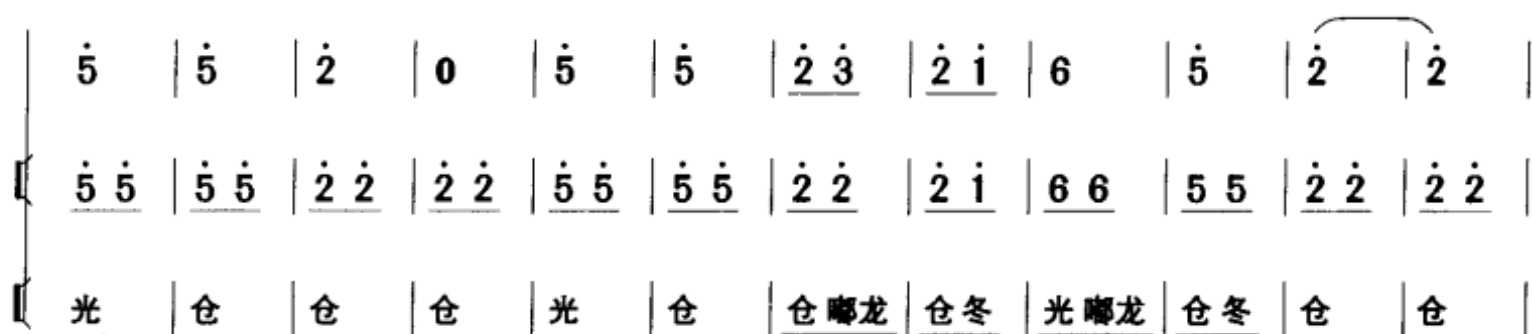 5̇ | 5̇ | 2̇ | 0 | 5̇ | 5̇ | 2̇ 3̇ | 2̇ 1̇ | 6 | 5̇ | 2̇ | 2̇ |
5̇ 5̇ | 5̇ 5̇ | 2̇ 2̇ | 2̇ 2̇ | 5̇ 5̇ | 5̇ 5̇ | 2̇ 2̇ | 2̇ 1̇ | 6 6 | 5 5 | 2̇ 2̇ | 2̇ 2̇ |
光 | 仓 | 仓 | 仓 | 光 | 仓 | 仓 嘟龙 | 仓 冬 | 光 嘟龙 | 仓 冬 | 仓 | 仓 |